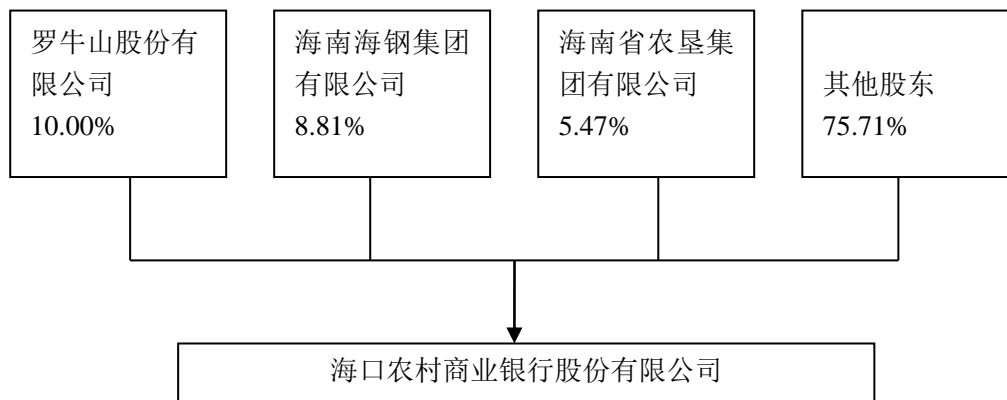 罗牛山股份有
限公司
10.00%
海南海钢集团
有限公司
8.81%
海南省农垦集
团有限公司
5.47%
其他股东
75.71%
海口农村商业银行股份有限公司